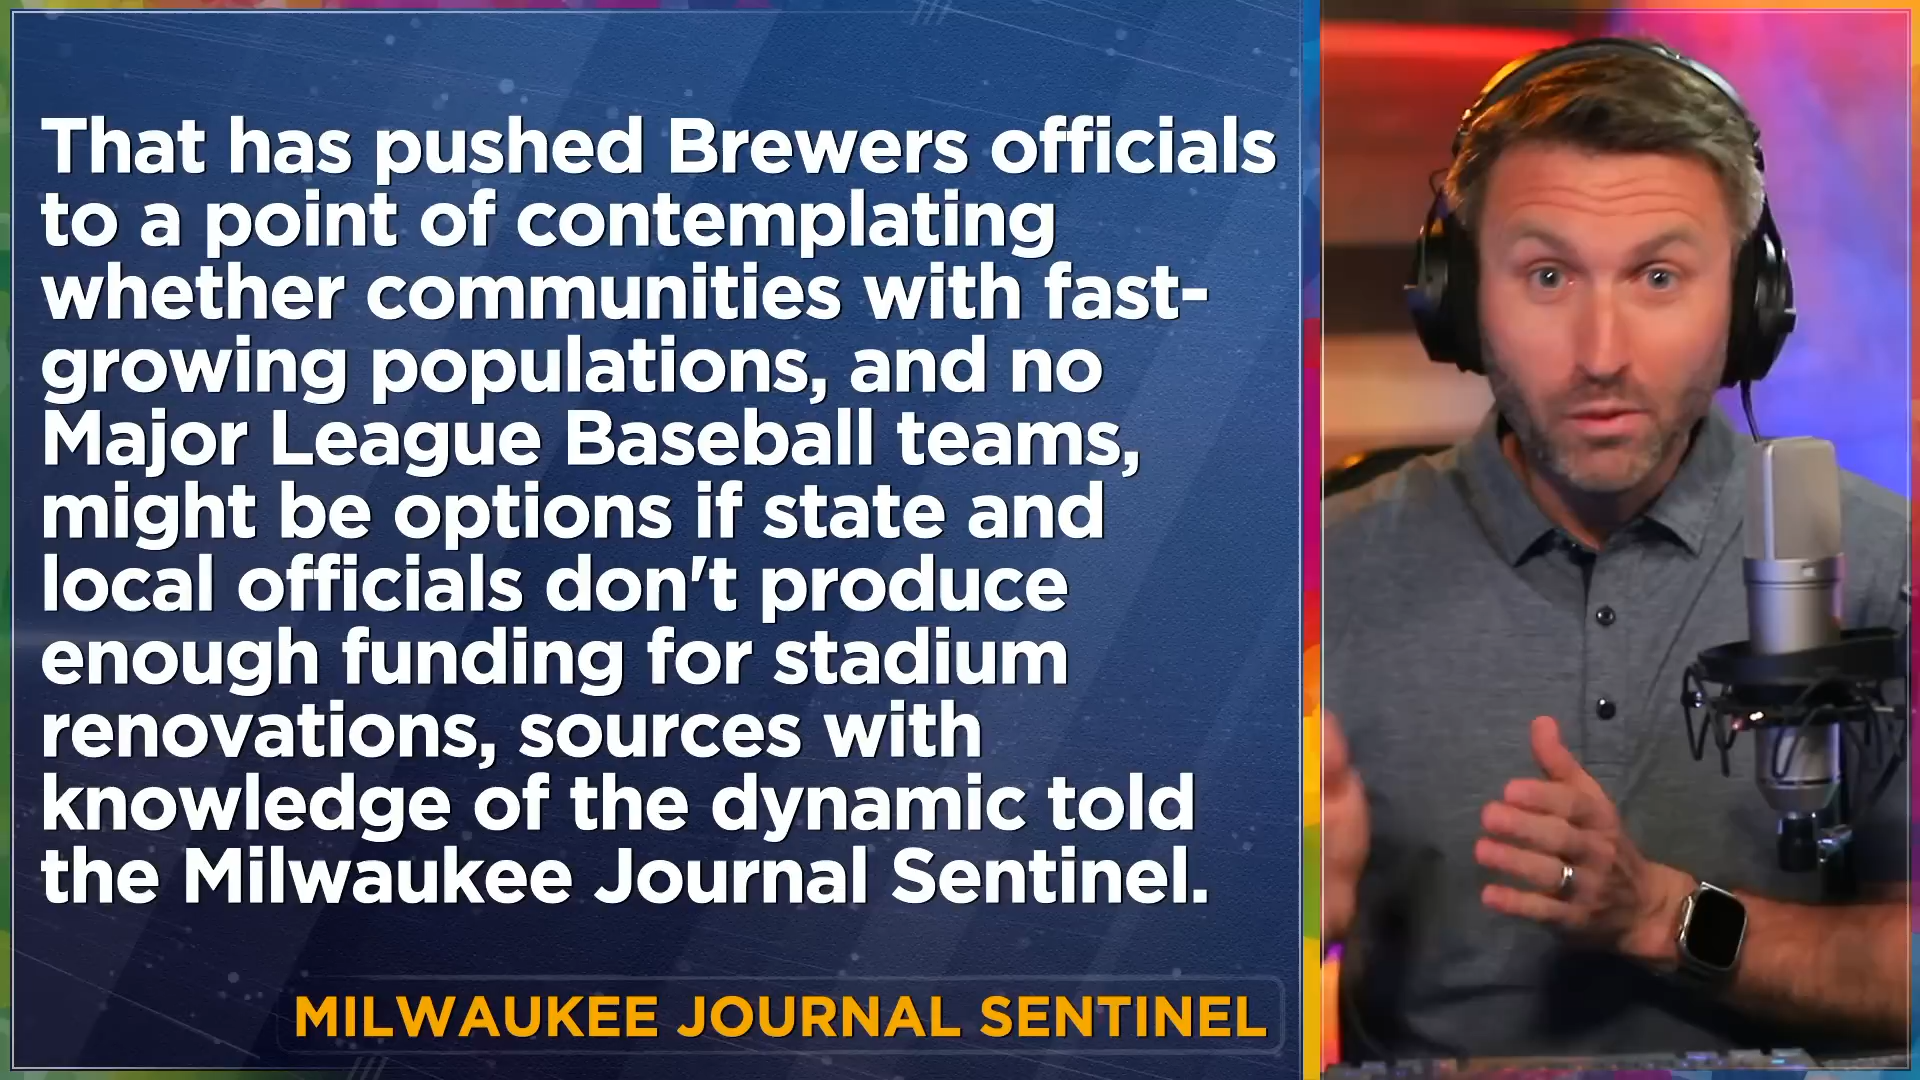 That has pushed Brewers officials
to a point of contemplating
whether communities with fast-
growing populations, and no
Major League Baseball teams,
might be options if state and
local officials don't produce
enough funding for stadium
renovations, sources with
knowledge of the dynamic told
the Milwaukee Journal Sentinel.
MILWAUKEE JOURNAL SENTINEL